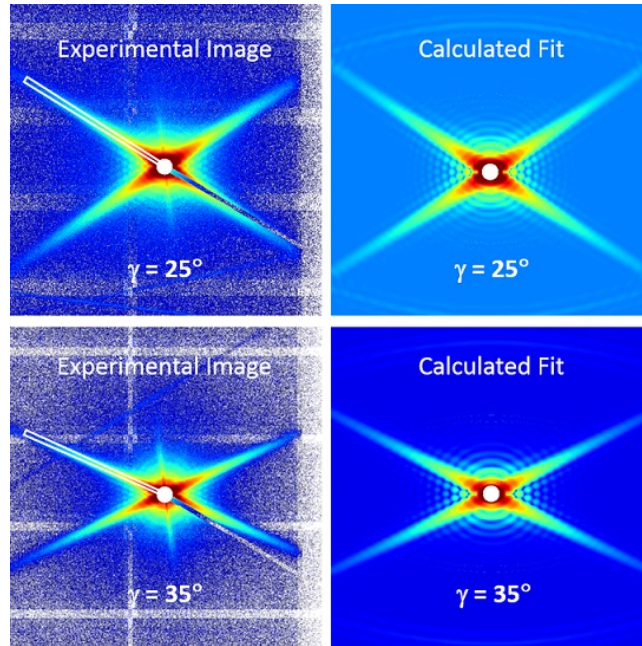 Experimental Image
Calculated Fit
γ = 25°
γ = 25°
Experimental Image
Calculated Fit
γ = 35°
γ = 35°